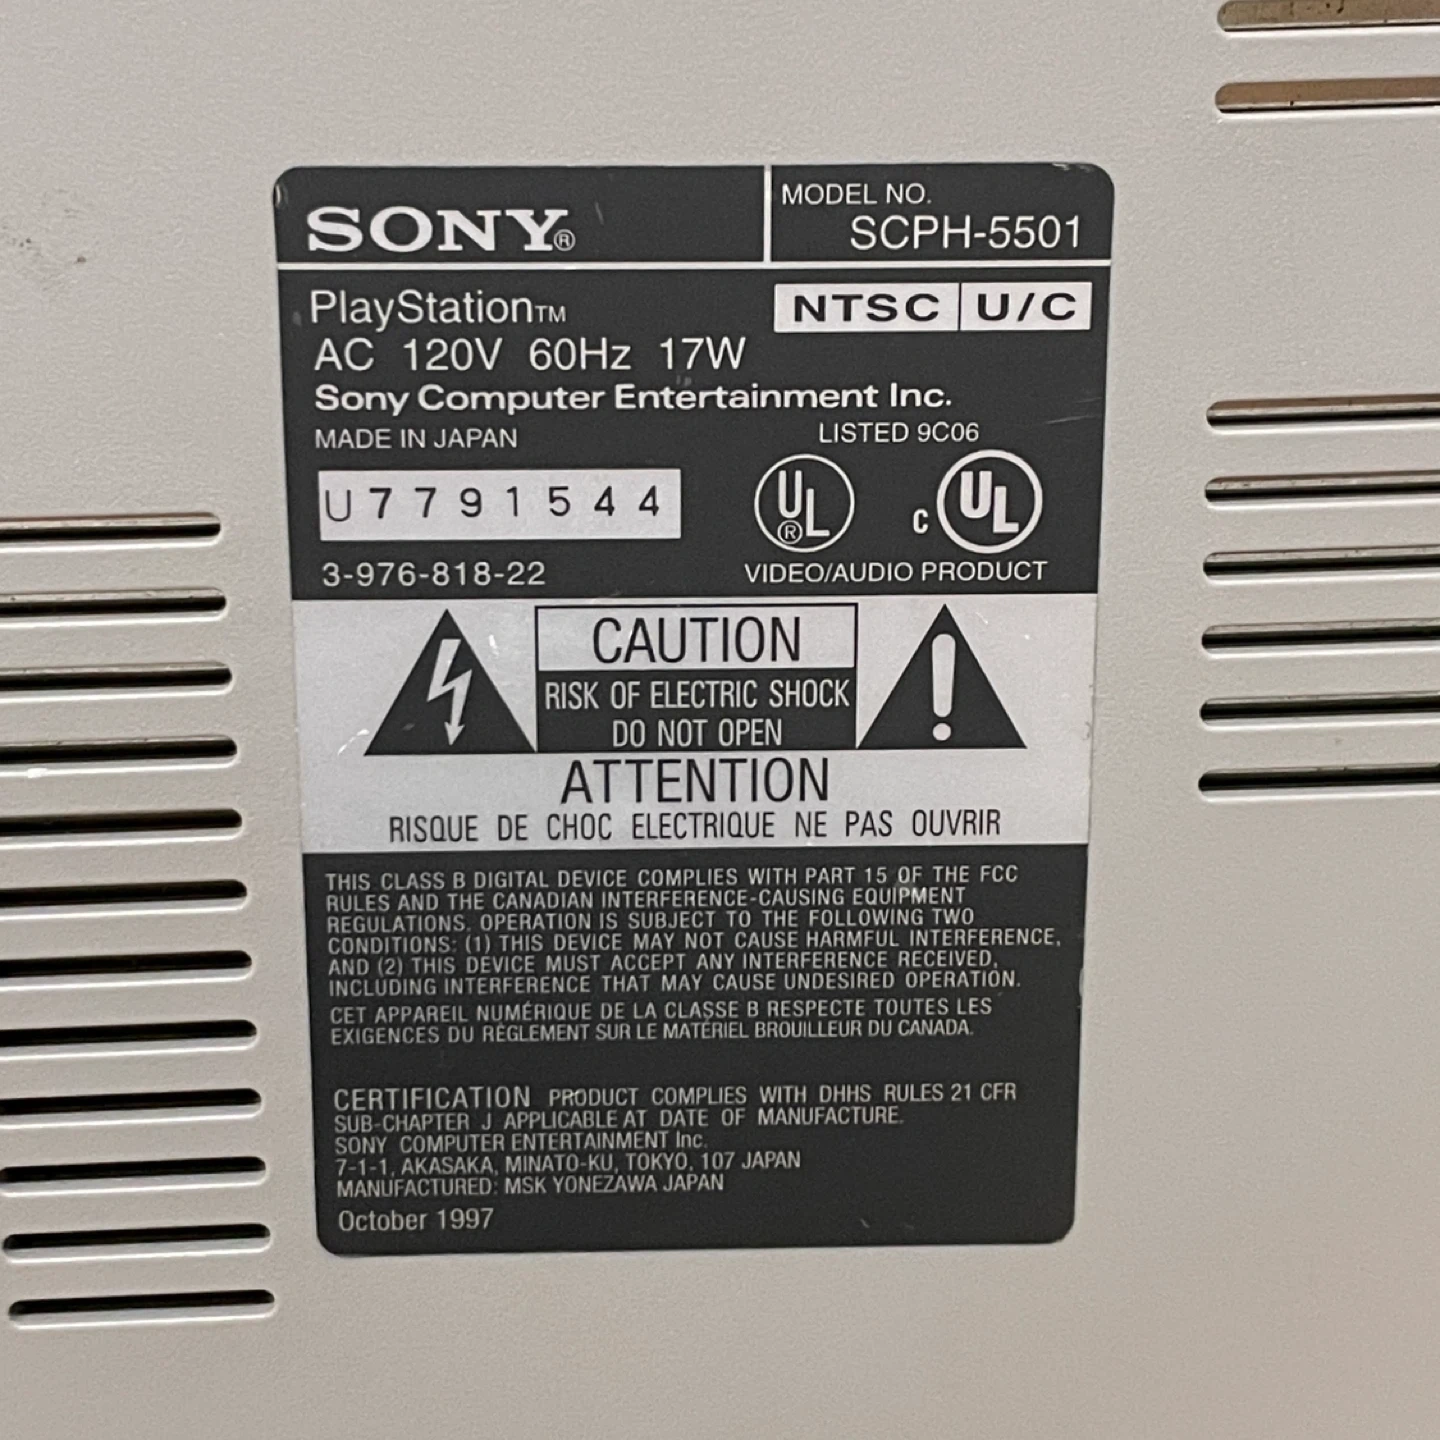 SONY®
MODEL NO.
SCPH-5501
PlayStation™
NTSC U/C
AC 120V 60Hz 17W
Sony Computer Entertainment Inc.
MADE IN JAPAN
LISTED 9C06
U7791544
UL®
C UL
3-976-818-22
VIDEO/AUDIO PRODUCT
CAUTION
RISK OF ELECTRIC SHOCK
DO NOT OPEN
ATTENTION
RISQUE DE CHOC ELECTRIQUE NE PAS OUVRIR
THIS CLASS B DIGITAL DEVICE COMPLIES WITH PART 15 OF THE FCC
RULES AND THE CANADIAN INTERFERENCE-CAUSING EQUIPMENT
REGULATIONS. OPERATION IS SUBJECT TO THE FOLLOWING TWO
CONDITIONS: (1) THIS DEVICE MAY NOT CAUSE HARMFUL INTERFERENCE,
AND (2) THIS DEVICE MUST ACCEPT ANY INTERFERENCE RECEIVED,
INCLUDING INTERFERENCE THAT MAY CAUSE UNDESIRED OPERATION.
CET APPAREIL NUMÉRIQUE DE LA CLASSE B RESPECTE TOUTES LES
EXIGENCES DU RÈGLEMENT SUR LE MATÉRIEL BROUILLEUR DU CANADA.
CERTIFICATION PRODUCT COMPLIES WITH DHHS RULES 21 CFR
SUB-CHAPTER J APPLICABLE AT DATE OF MANUFACTURE.
SONY COMPUTER ENTERTAINMENT Inc.
7-1-1, AKASAKA, MINATO-KU, TOKYO, 107 JAPAN
MANUFACTURED: MSK YONEZAWA JAPAN
October 1997